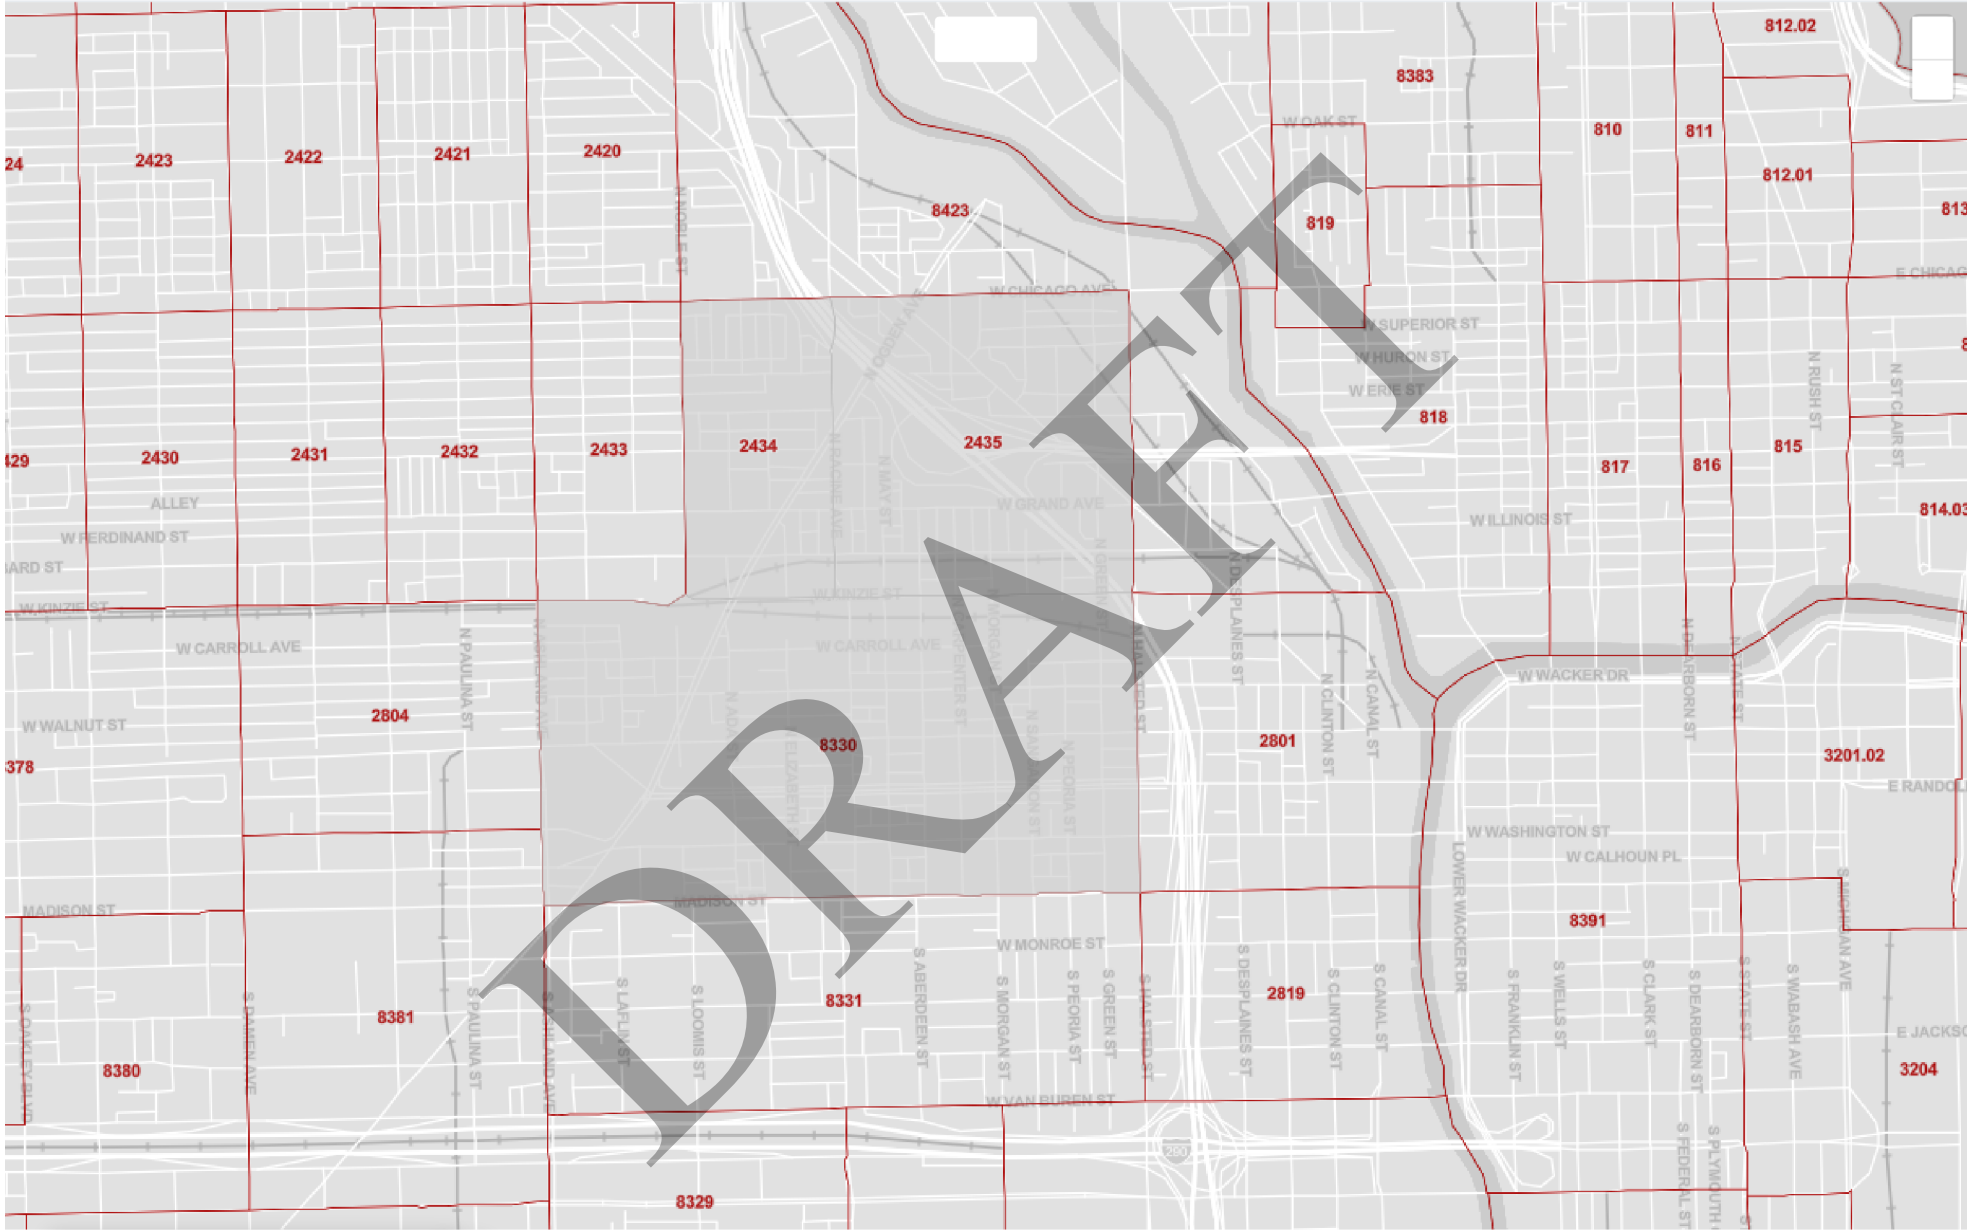 812.02
8383
W OAK ST
810
811
24
2423
2422
2421
2420
812.01
N NOBLE ST
8423
819
813
E CHICAG
W CHICAGO AVE
N OGDEN AVE
W SUPERIOR ST
W HURON ST
W ERIE ST
818
N RUSH ST
N ST CLAIR ST
429
2430
2431
2432
2433
2434
2435
817
816
815
N RACINE AVE
N MAY ST
ALLEY
W GRAND AVE
W ILLINOIS ST
814.03
W FERDINAND ST
BARD ST
N GREEN ST
N DESPLAINES ST
W KINZIE ST
W KINZIE ST
N MORGAN ST
N CARPENTER ST
W CARROLL AVE
W CARROLL AVE
N PAULINA ST
N ASHLAND AVE
N HALSTED ST
N DEARBORN ST
N STATE ST
W WACKER DR
N CLINTON ST
N CANAL ST
2804
W WALNUT ST
N ADA ST
N ELIZABETH ST
8330
N SANGAMON ST
N PEORIA ST
2801
3201.02
378
E RANDOL
W WASHINGTON ST
W CALHOUN PL
LOWER WACKER DR
S MICHIGAN AVE
MADISON ST
MADISON ST
8391
W MONROE ST
S ABERDEEN ST
S MORGAN ST
S PEORIA ST
S GREEN ST
S HALSTED ST
S DESPLAINES ST
2819
S CLINTON ST
S CANAL ST
S FRANKLIN ST
S WELLS ST
S CLARK ST
S DEARBORN ST
S STATE ST
S WABASH AVE
S OAKLEY BLVD
8380
S DAMEN AVE
8381
S PAULINA ST
S ASHLAND AVE
S LAFLIN ST
S LOOMIS ST
8331
E JACKSO
3204
W VAN BUREN ST
290
S FEDERAL ST
S PLYMOUTH
8329
S
DRAFT